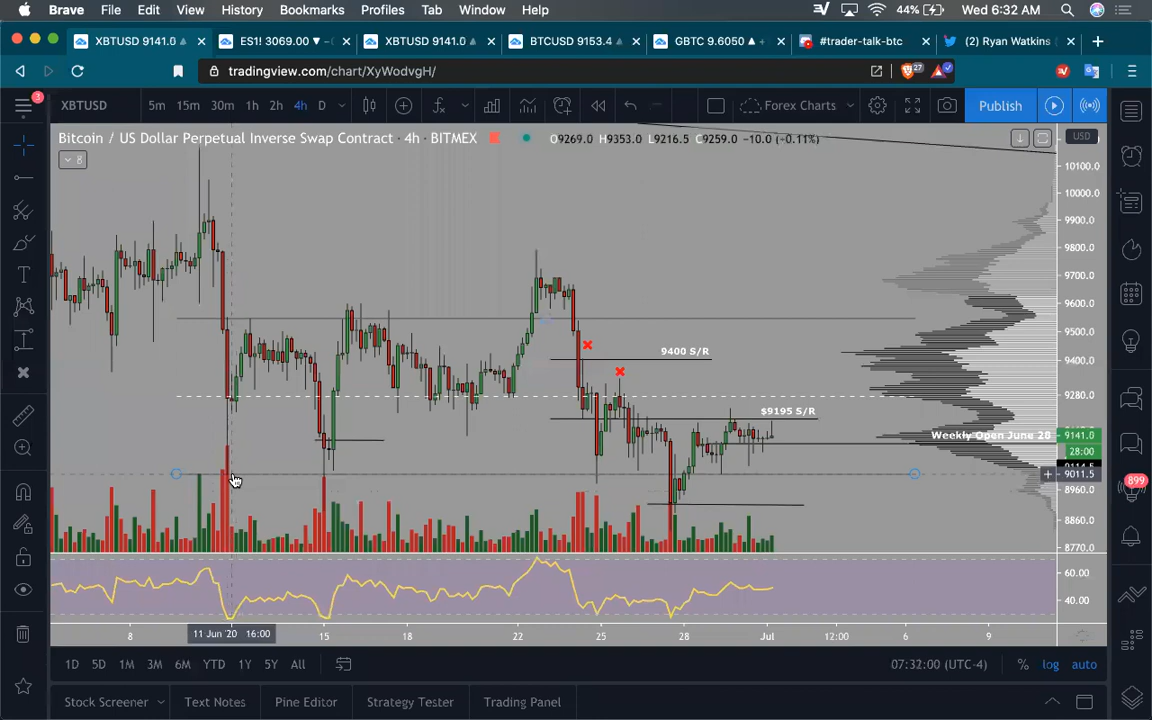 Brave File Edit View History Bookmarks Profiles Tab Window Help 44% Wed 6:32 AM
XBTUSD 9141.0 ▲ ES1! 3069.00 ▼ XBTUSD 9141.0 ▲ BTCUSD 9153.4 ▲ GBTC 9.6050 ▲ #trader-talk-btc (2) Ryan Watkins
tradingview.com/chart/XyWodvgH/ 27
3 XBTUSD 5m 15m 30m 1h 2h 4h D Forex Charts Publish
Bitcoin / US Dollar Perpetual Inverse Swap Contract · 4h · BITMEX O9269.0 H9353.0 L9216.5 C9259.0 −10.0 (−0.11%) USD
8
10100.0
10000.0
9900.0
9800.0
9700.0
9600.0
9500.0
9400 S/R
9400.0
9280.0
$9195 S/R
Weekly Open June 28 9141.0
28:00
9011.5
899
8960.0
8860.0
8770.0
60.00
40.00
8 11 Jun '20 16:00 15 18 22 25 28 Jul 12:00 6 9
1D 5D 1M 3M 6M YTD 1Y 5Y All 07:32:00 (UTC-4) % log auto
Stock Screener Text Notes Pine Editor Strategy Tester Trading Panel